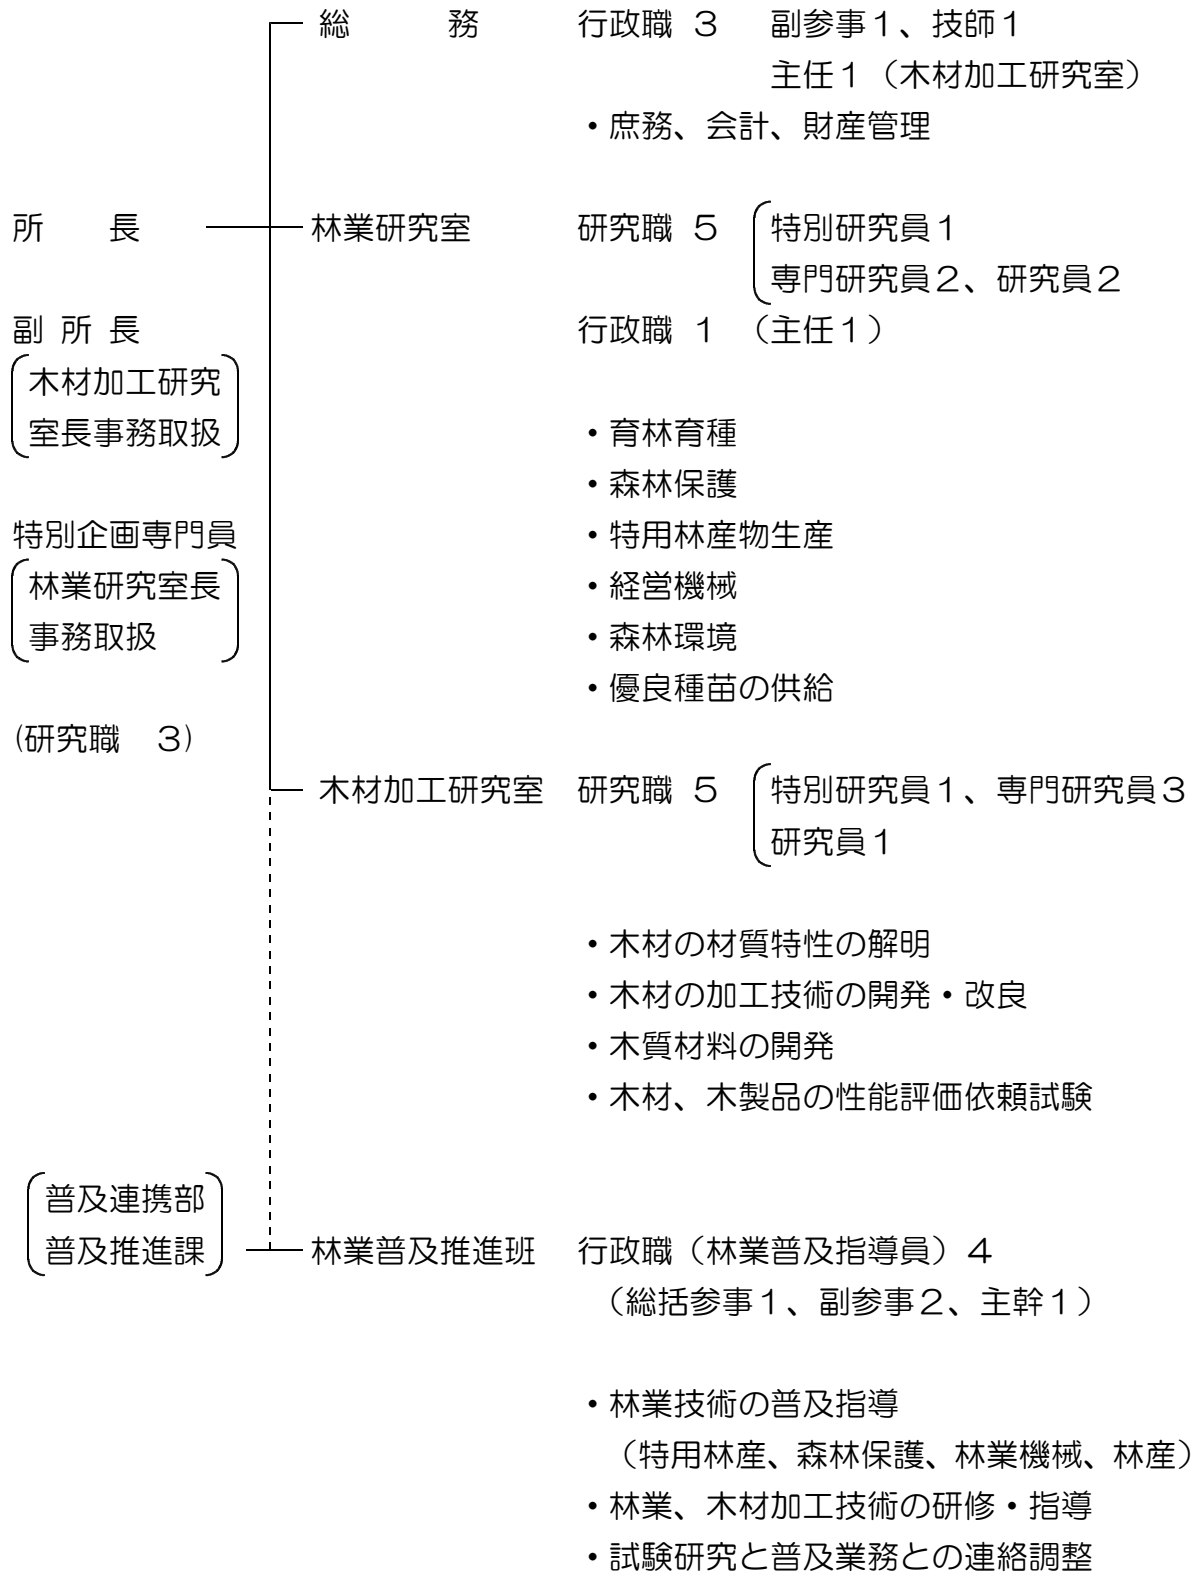 総　　　務　　行政職 ３　副参事１、技師１
主任１（木材加工研究室）
・庶務、会計、財産管理
所　　長　　林業研究室　　研究職 ５　特別研究員１
専門研究員２、研究員２
副 所 長　　行政職 １ （主任１）
木材加工研究
室長事務取扱　　・育林育種
・森林保護
特別企画専門員　　・特用林産物生産
林業研究室長　　・経営機械
事務取扱　　・森林環境
・優良種苗の供給
(研究職　３)
木材加工研究室　研究職 ５　特別研究員１、専門研究員３
研究員１
・木材の材質特性の解明
・木材の加工技術の開発・改良
・木質材料の開発
・木材、木製品の性能評価依頼試験
普及連携部
普及推進課　　林業普及推進班　行政職（林業普及指導員）４
（総括参事１、副参事２、主幹１）
・林業技術の普及指導
（特用林産、森林保護、林業機械、林産）
・林業、木材加工技術の研修・指導
・試験研究と普及業務との連絡調整